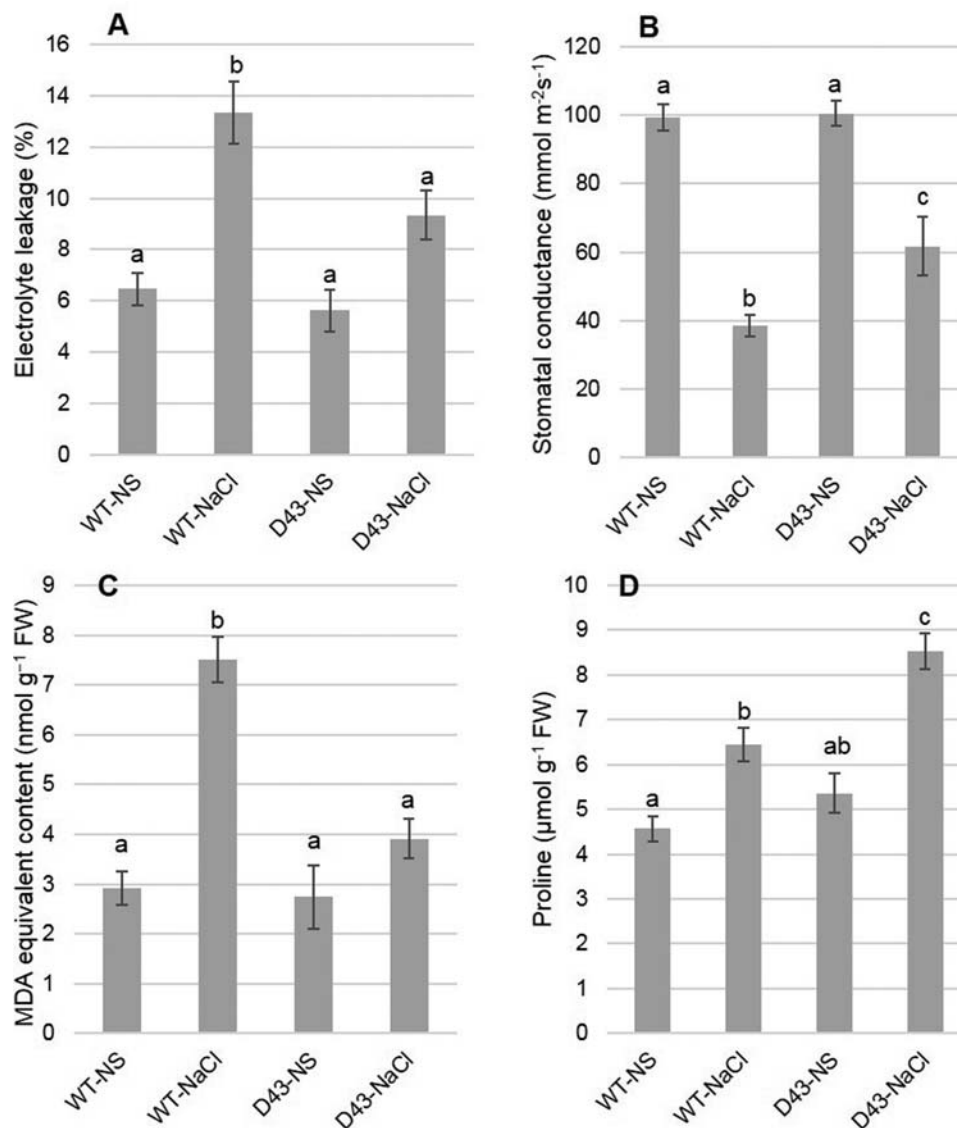 A
Electrolyte leakage (%)
16
14
12
10
8
6
4
2
0
a
b
a
a
WT-NS
WT-NaCl
D43-NS
D43-NaCl
B
Stomatal conductance (mmol m⁻²s⁻¹)
120
100
80
60
40
20
0
a
b
a
c
WT-NS
WT-NaCl
D43-NS
D43-NaCl
C
MDA equivalent content (nmol g⁻¹ FW)
9
8
7
6
5
4
3
2
1
0
a
b
a
a
WT-NS
WT-NaCl
D43-NS
D43-NaCl
D
Proline (µmol g⁻¹ FW)
10
9
8
7
6
5
4
3
2
1
0
a
b
ab
c
WT-NS
WT-NaCl
D43-NS
D43-NaCl